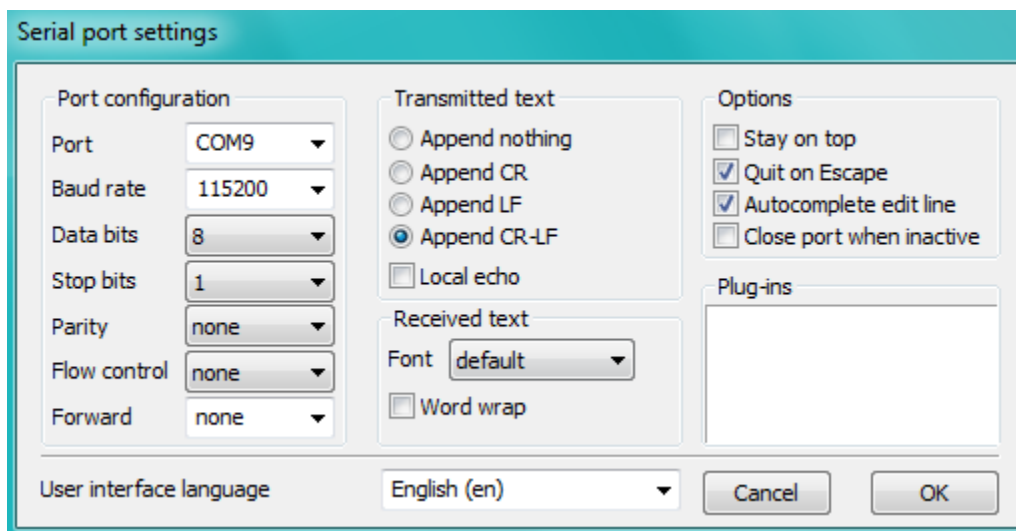 Serial port settings
Port configuration
Port COM9
Baud rate 115200
Data bits 8
Stop bits 1
Parity none
Flow control none
Forward none
Transmitted text
Append nothing
Append CR
Append LF
Append CR-LF
Local echo
Received text
Font default
Word wrap
Options
Stay on top
Quit on Escape
Autocomplete edit line
Close port when inactive
Plug-ins
User interface language English (en) Cancel OK